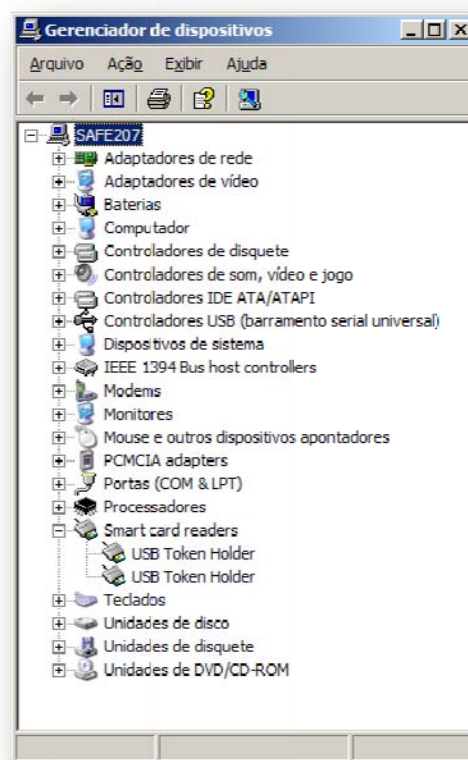 Gerenciador de dispositivos
Arquivo Ação Exibir Ajuda
SAFE207
Adaptadores de rede
Adaptadores de vídeo
Baterias
Computador
Controladores de disquete
Controladores de som, vídeo e jogo
Controladores IDE ATA/ATAPI
Controladores USB (barramento serial universal)
Dispositivos de sistema
IEEE 1394 Bus host controllers
Modems
Monitores
Mouse e outros dispositivos apontadores
PCMCIA adapters
Portas (COM & LPT)
Processadores
Smart card readers
USB Token Holder
USB Token Holder
Teclados
Unidades de disco
Unidades de disquete
Unidades de DVD/CD-ROM